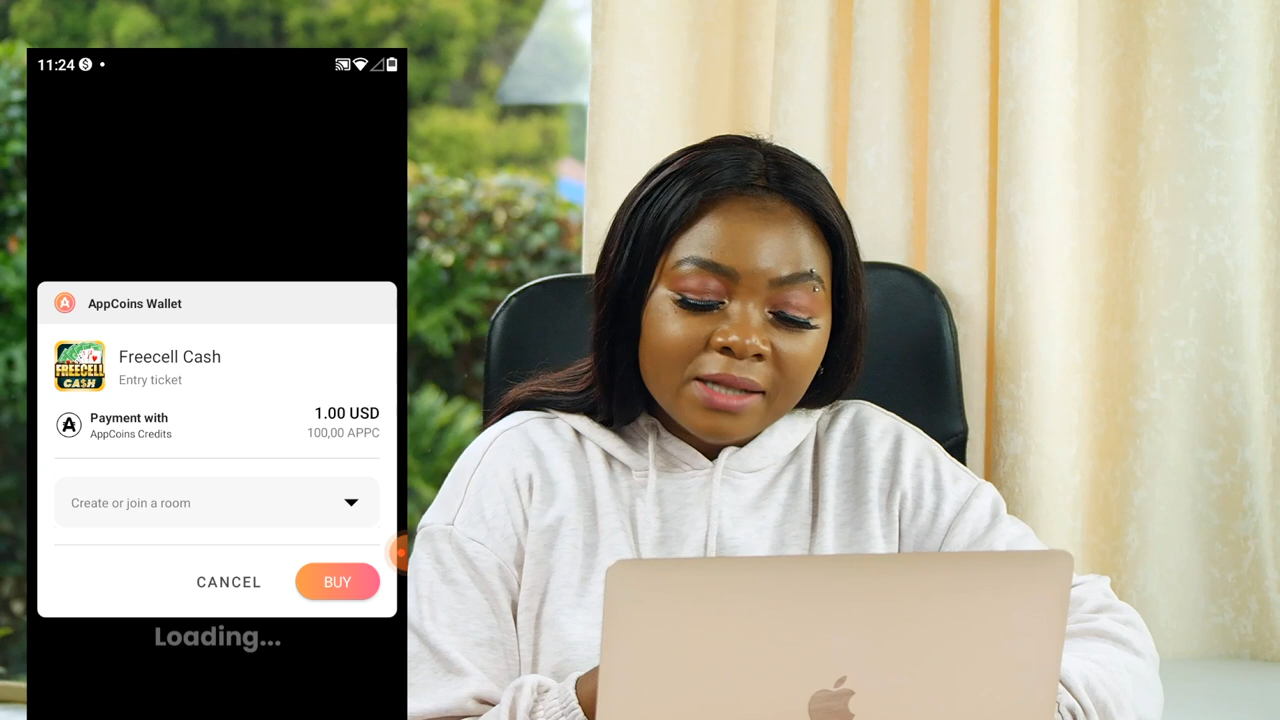 11:24
AppCoins Wallet
FREECELL
CA$H
Freecell Cash
Entry ticket
Payment with
AppCoins Credits
1.00 USD
100,00 APPC
Create or join a room
CANCEL
BUY
Loading...